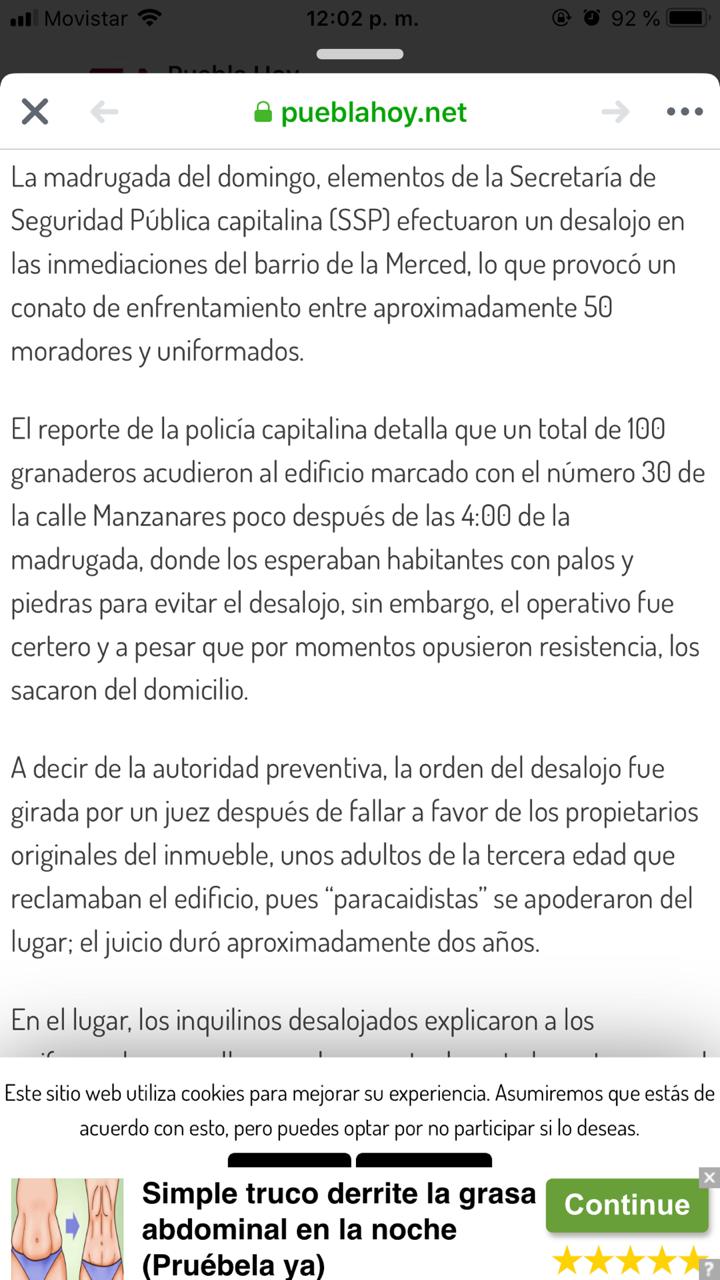 Movistar 12:02 p. m. 92 %
pueblahoy.net
La madrugada del domingo, elementos de la Secretaría de
Seguridad Pública capitalina (SSP) efectuaron un desalojo en
las inmediaciones del barrio de la Merced, lo que provocó un
conato de enfrentamiento entre aproximadamente 50
moradores y uniformados.
El reporte de la policía capitalina detalla que un total de 100
granaderos acudieron al edificio marcado con el número 30 de
la calle Manzanares poco después de las 4:00 de la
madrugada, donde los esperaban habitantes con palos y
piedras para evitar el desalojo, sin embargo, el operativo fue
certero y a pesar que por momentos opusieron resistencia, los
sacaron del domicilio.
A decir de la autoridad preventiva, la orden del desalojo fue
girada por un juez después de fallar a favor de los propietarios
originales del inmueble, unos adultos de la tercera edad que
reclamaban el edificio, pues “paracaidistas” se apoderaron del
lugar; el juicio duró aproximadamente dos años.
En el lugar, los inquilinos desalojados explicaron a los
Este sitio web utiliza cookies para mejorar su experiencia. Asumiremos que estás de
acuerdo con esto, pero puedes optar por no participar si lo deseas.
Simple truco derrite la grasa
abdominal en la noche
(Pruébela ya)
Continue